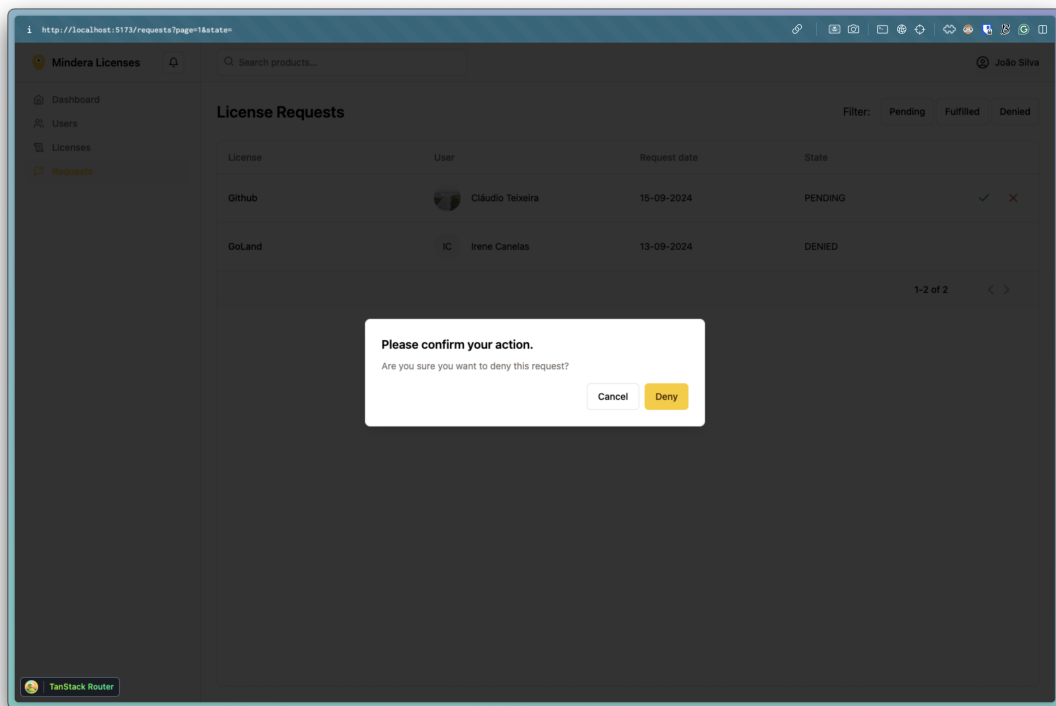 i http://localhost:5173/requests?page=1&state=
Mindera Licenses
Search products...
João Silva
Dashboard
Users
Licenses
Requests
License Requests
Filter: Pending Fulfilled Denied
License User Request date State
Github Cláudio Teixeira 15-09-2024 PENDING
GoLand IC Irene Canelas 13-09-2024 DENIED
1-2 of 2
Please confirm your action.
Are you sure you want to deny this request?
Cancel Deny
TanStack Router